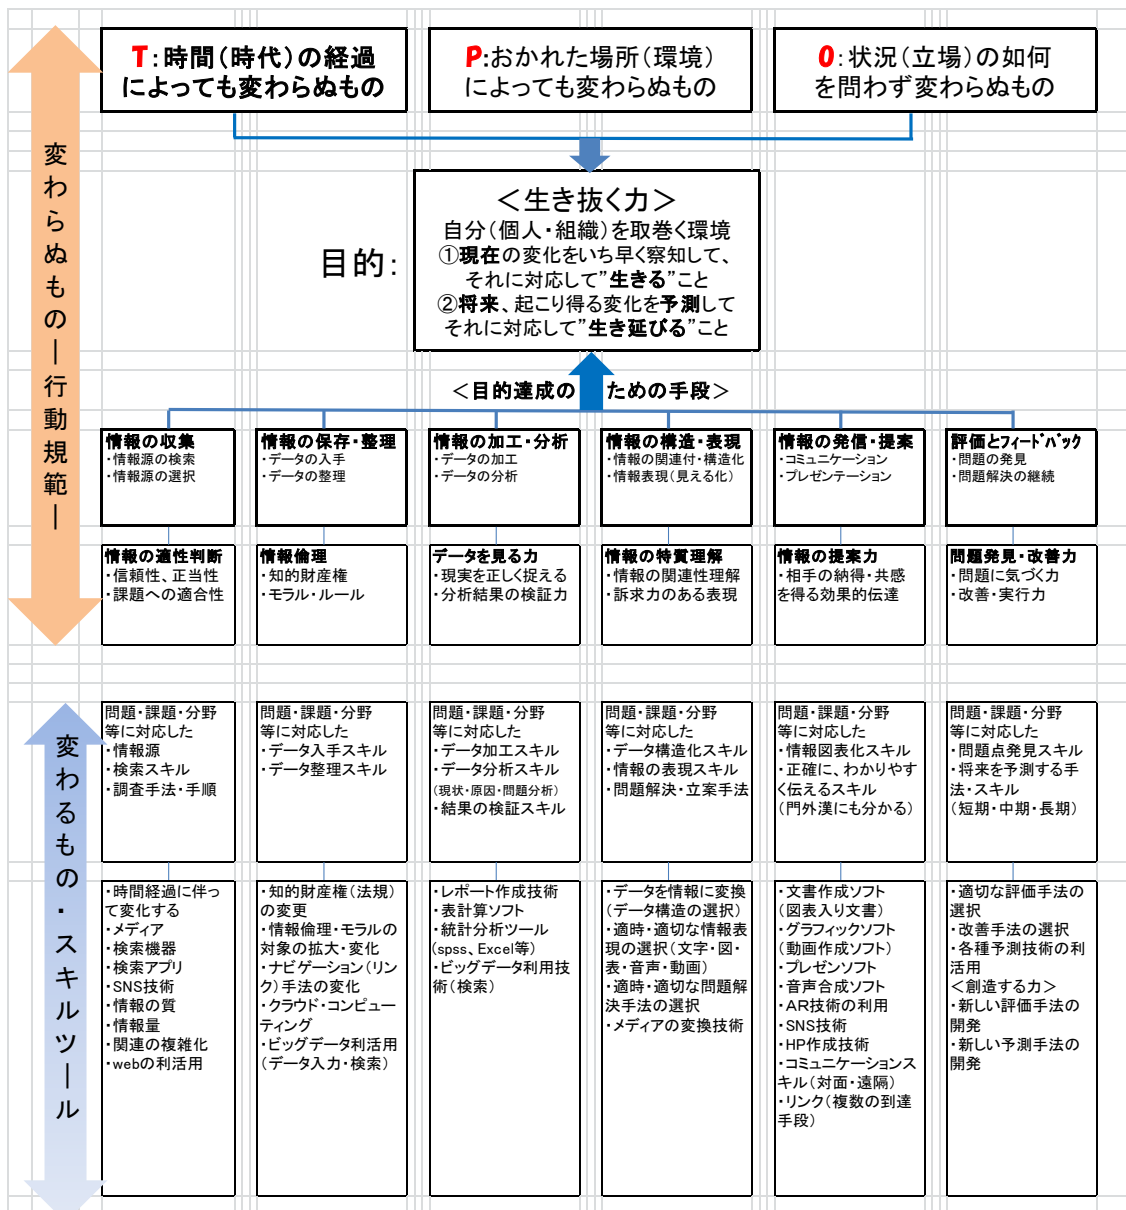 T:時間(時代)の経過
によっても変わらぬもの
P:おかれた場所(環境)
によっても変わらぬもの
O:状況(立場)の如何
を問わず変わらぬもの
変わらぬもの―行動規範―
目的:
<生き抜く力>
自分(個人・組織)を取巻く環境
①現在の変化をいち早く察知して、
それに対応して”生きる”こと
②将来、起こり得る変化を予測して
それに対応して”生き延びる”こと
<目的達成の ための手段>
情報の収集
・情報源の検索
・情報源の選択
情報の保存・整理
・データの入手
・データの整理
情報の加工・分析
・データの加工
・データの分析
情報の構造・表現
・情報の関連付・構造化
・情報表現(見える化)
情報の発信・提案
・コミュニケーション
・プレゼンテーション
評価とフィードバック
・問題の発見
・問題解決の継続
情報の適性判断
・信頼性、正当性
・課題への適合性
情報倫理
・知的財産権
・モラル・ルール
データを見る力
・現実を正しく捉える
・分析結果の検証力
情報の特質理解
・情報の関連性理解
・訴求力のある表現
情報の提案力
・相手の納得・共感
を得る効果的伝達
問題発見・改善力
・問題に気づく力
・改善・実行力
変わるもの・スキルツール
問題・課題・分野
等に対応した
・情報源
・検索スキル
・調査手法・手順
問題・課題・分野
等に対応した
・データ入手スキル
・データ整理スキル
問題・課題・分野
等に対応した
・データ加工スキル
・データ分析スキル
(現状・原因・問題分析)
・結果の検証スキル
問題・課題・分野
等に対応した
・データ構造化スキル
・情報の表現スキル
・問題解決・立案手法
問題・課題・分野
等に対応した
・情報図表化スキル
・正確に、わかりやす
く伝えるスキル
(門外漢にも分かる)
問題・課題・分野
等に対応した
・問題点発見スキル
・将来を予測する手
法・スキル
(短期・中期・長期)
・時間経過に伴っ
て変化する
・メディア
・検索機器
・検索アプリ
・SNS技術
・情報の質
・情報量
・関連の複雑化
・webの利活用
・知的財産権(法規)
の変更
・情報倫理・モラルの
対象の拡大・変化
・ナビゲーション(リン
ク)手法の変化
・クラウド・コンピュー
ティング
・ビッグデータ利活用
(データ入力・検索)
・レポート作成技術
・表計算ソフト
・統計分析ツール
(spss、Excel等)
・ビッグデータ利用技
術(検索)
・データを情報に変換
(データ構造の選択)
・適時・適切な情報表
現の選択(文字・図・
表・音声・動画)
・適時・適切な問題解
決手法の選択
・メディアの変換技術
・文書作成ソフト
(図表入り文書)
・グラフィックソフト
(動画作成ソフト)
・プレゼンソフト
・音声合成ソフト
・AR技術の利用
・SNS技術
・HP作成技術
・コミュニケーションス
キル(対面・遠隔)
・リンク(複数の到達
手段)
・適切な評価手法の
選択
・改善手法の選択
・各種予測技術の利
活用
<創造する力>
・新しい評価手法の
開発
・新しい予測手法の
開発